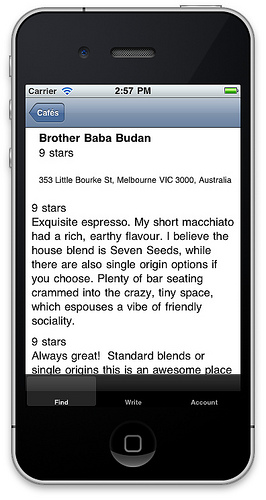 Carrier 2:57 PM
Cafés
Brother Baba Budan
9 stars
353 Little Bourke St, Melbourne VIC 3000, Australia
9 stars
Exquisite espresso. My short macchiato
had a rich, earthy flavour. I believe the
house blend is Seven Seeds, while
there are also single origin options if
you choose. Plenty of bar seating
crammed into the crazy, tiny space,
which espouses a vibe of friendly
sociality.
9 stars
Always great!  Standard blends or
single origins this is an awesome place
Find Write Account